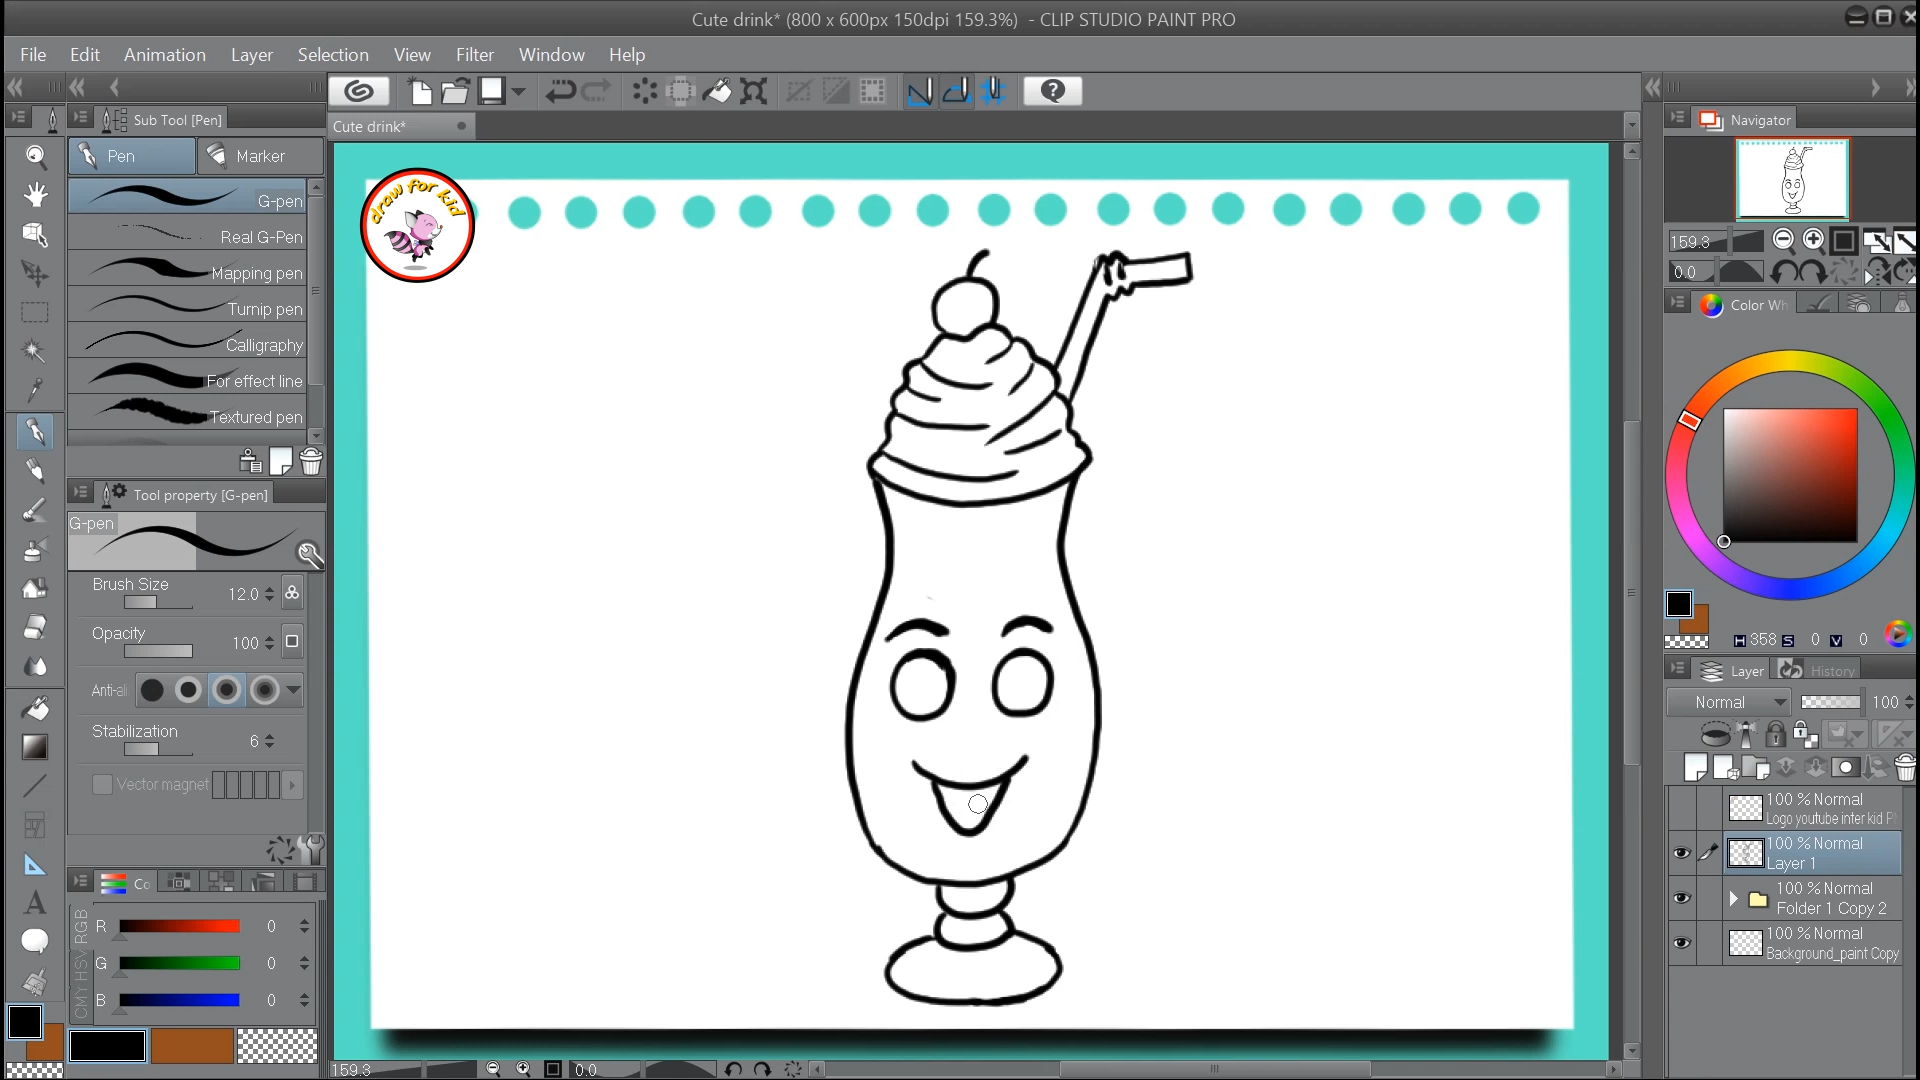 Cute drink* (800 x 600px 150dpi 159.3%) - CLIP STUDIO PAINT PRO
File Edit Animation Layer Selection View Filter Window Help
Sub Tool [Pen]
Cute drink*
Navigator
Pen Marker
G-pen
Real G-Pen
Mapping pen
Turnip pen
Calligraphy
For effect line
Textured pen
draw for kid
159.3
0.0
Color Wh
Tool property [G-pen]
G-pen
Brush Size 12.0
Opacity 100
Anti-ali
Stabilization 6
Vector magnet
H 358 S 0 V 0
Layer History
Normal 100
100 % Normal
Logo youtube inter kid P
100 % Normal
Layer 1
100 % Normal
Folder 1 Copy 2
100 % Normal
Background_paint Copy
Co
RGB
HSV
CMY
R 0
G 0
B 0
159.3 0.0